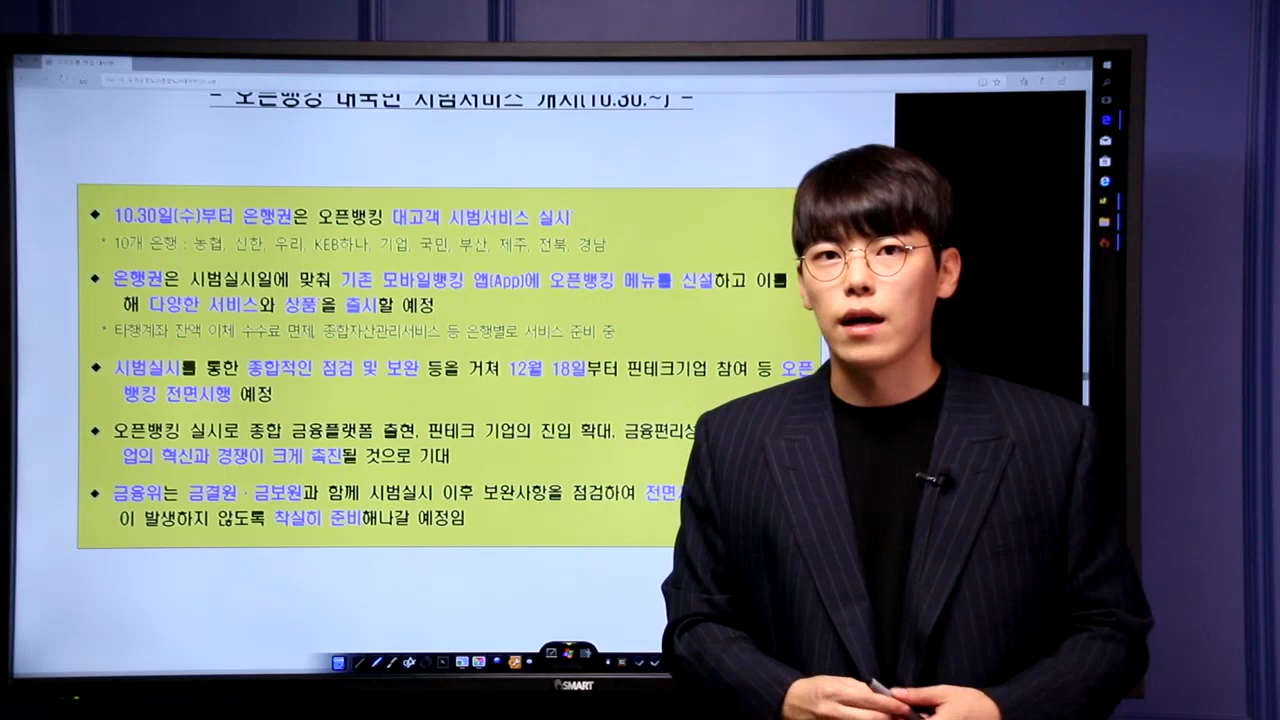 - 오픈뱅킹 대국민 시범서비스 개시(10.30.~) -
◆ 10.30일(수)부터 은행권은 오픈뱅킹 대고객 시범서비스 실시*
* 10개 은행 : 농협, 신한, 우리, KEB하나, 기업, 국민, 부산, 제주, 전북, 경남
◆ 은행권은 시범실시일에 맞춰 기존 모바일뱅킹 앱(App)에 오픈뱅킹 메뉴를 신설하고 이를
해 다양한 서비스와 상품*을 출시할 예정
* 타행계좌 잔액 이체 수수료 면제, 종합자산관리서비스 등 은행별로 서비스 준비 중
◆ 시범실시를 통한 종합적인 점검 및 보완 등을 거쳐 12월 18일부터 핀테크기업 참여 등 오픈
뱅킹 전면시행 예정
◆ 오픈뱅킹 실시로 종합 금융플랫폼 출현, 핀테크 기업의 진입 확대, 금융편리성
업의 혁신과 경쟁이 크게 촉진될 것으로 기대
◆ 금융위는 금결원·금보원과 함께 시범실시 이후 보완사항을 점검하여 전면
이 발생하지 않도록 착실히 준비해나갈 예정임
SMART